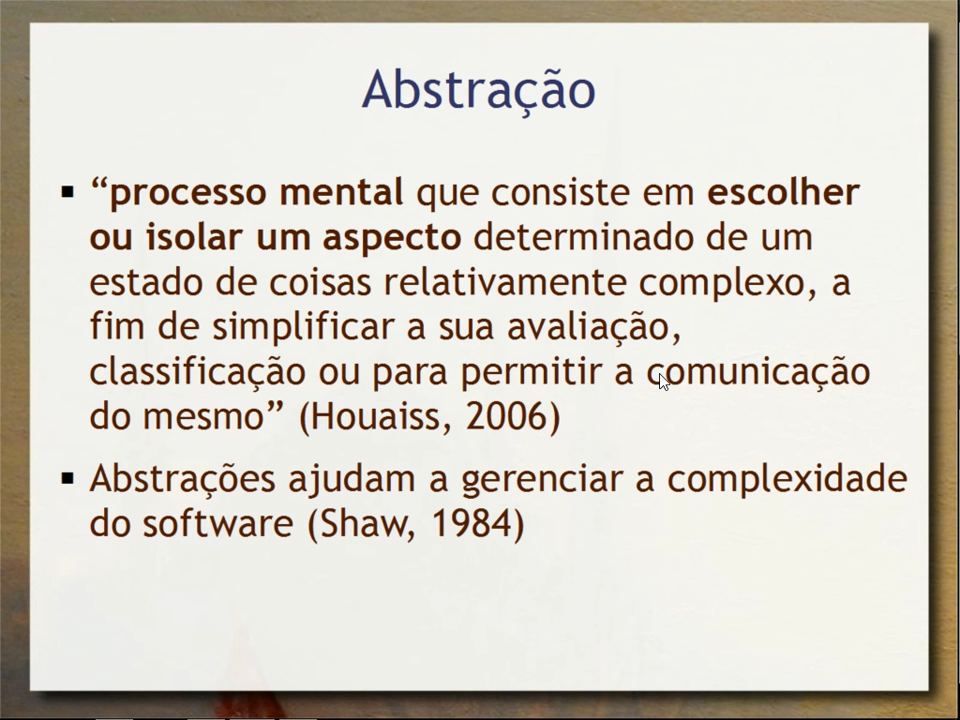 Abstração
▪ “processo mental que consiste em escolher
ou isolar um aspecto determinado de um
estado de coisas relativamente complexo, a
fim de simplificar a sua avaliação,
classificação ou para permitir a comunicação
do mesmo” (Houaiss, 2006)
▪ Abstrações ajudam a gerenciar a complexidade
do software (Shaw, 1984)